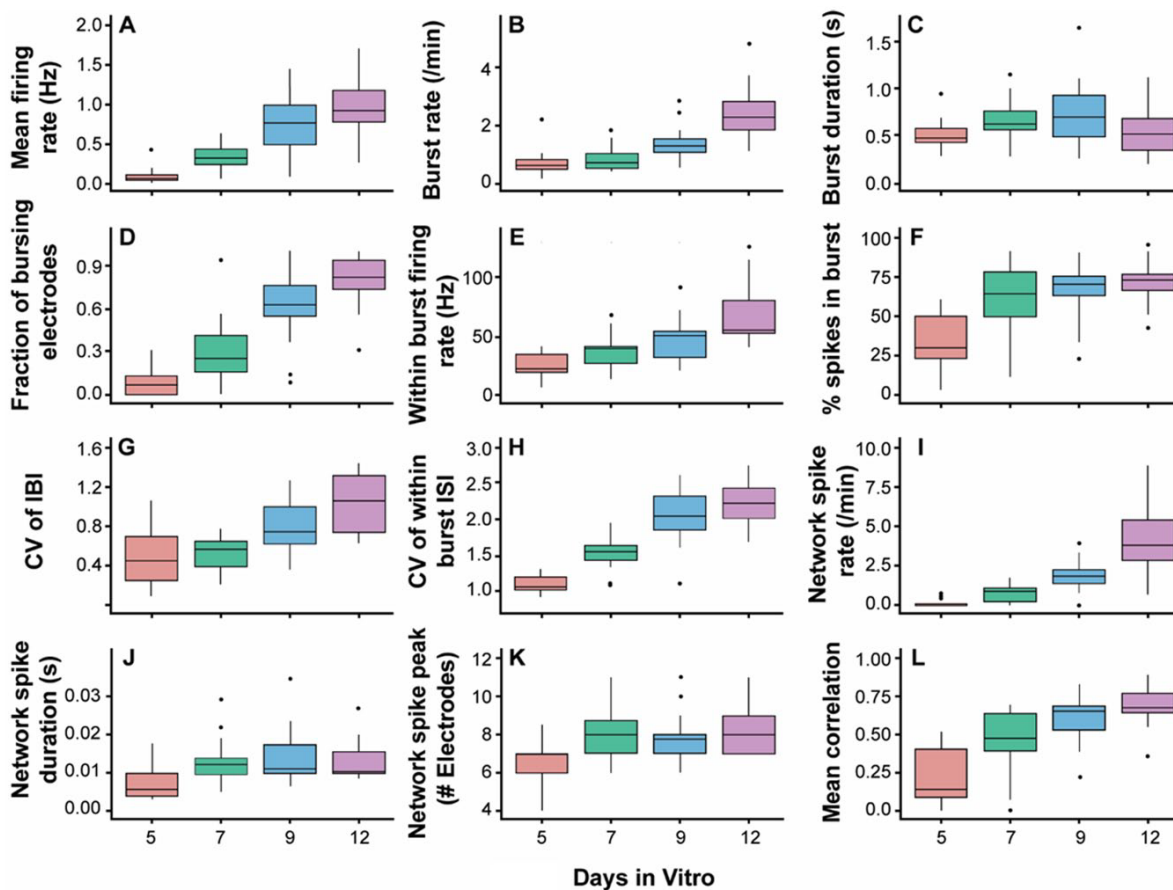 A
Mean firing
rate (Hz)
2.0
1.5
1.0
0.5
0.0
B
Burst rate (/min)
4
2
0
C
Burst duration (s)
1.5
1.0
0.5
0.0
D
Fraction of bursing
electrodes
0.9
0.6
0.3
0.0
E
Within burst firing
rate (Hz)
100
50
0
F
% spikes in burst
100
75
50
25
0
G
CV of IBI
1.6
1.2
0.8
0.4
H
CV of within
burst ISI
3.0
2.5
2.0
1.5
1.0
I
Network spike
rate (/min)
10.0
7.5
5.0
2.5
0.0
J
Network spike
duration (s)
0.03
0.02
0.01
0.00
5 7 9 12
K
Network spike peak
(# Electrodes)
12
10
8
6
4
5 7 9 12
L
Mean correlation
1.00
0.75
0.50
0.25
0.0
5 7 9 12
Days in Vitro